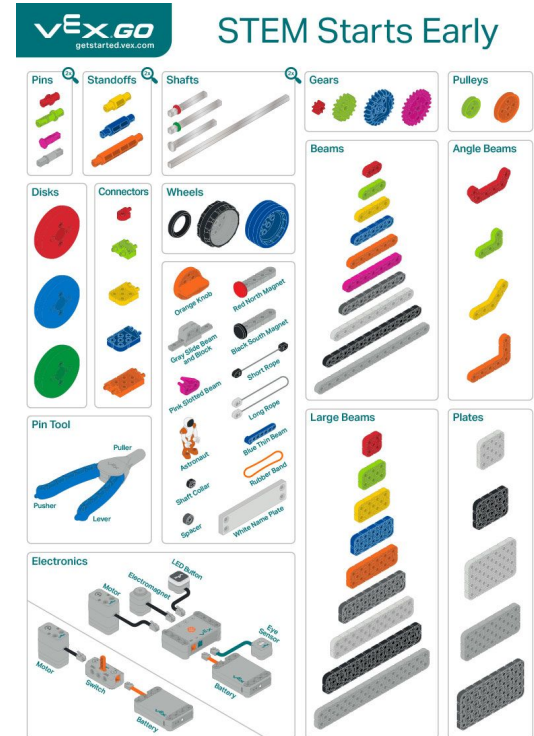 VEX GO
getstarted.vex.com
STEM Starts Early
Pins
2x
Standoffs
2x
Shafts
2x
Gears
Pulleys
Beams
Angle Beams
Disks
Connectors
Wheels
Orange Knob
Red North Magnet
Gray Slide Beam
and Block
Black South Magnet
Short Rope
Pink Slotted Beam
Long Rope
Astronaut
Blue Thin Beam
Rubber Band
Shaft Collar
Spacer
White Name Plate
Pin Tool
Puller
Pusher
Lever
Large Beams
Plates
Electronics
LED Button
Electromagnet
Motor
Eye
Sensor
Battery
Motor
Switch
Battery